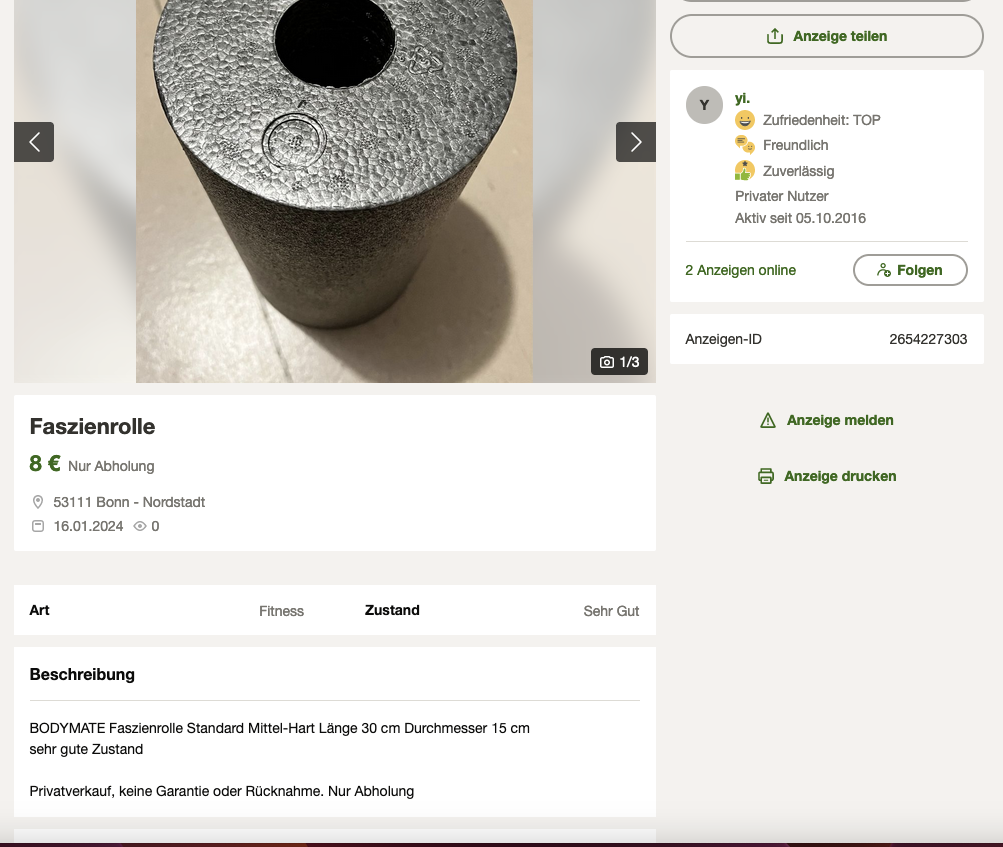 Anzeige teilen
Y
yi.
Zufriedenheit: TOP
Freundlich
Zuverlässig
Privater Nutzer
Aktiv seit 05.10.2016
2 Anzeigen online
Folgen
Anzeigen-ID 2654227303
Anzeige melden
Anzeige drucken
1/3
Faszienrolle
8 € Nur Abholung
53111 Bonn - Nordstadt
16.01.2024 0
Art Fitness Zustand Sehr Gut
Beschreibung
BODYMATE Faszienrolle Standard Mittel-Hart Länge 30 cm Durchmesser 15 cm
sehr gute Zustand
Privatverkauf, keine Garantie oder Rücknahme. Nur Abholung